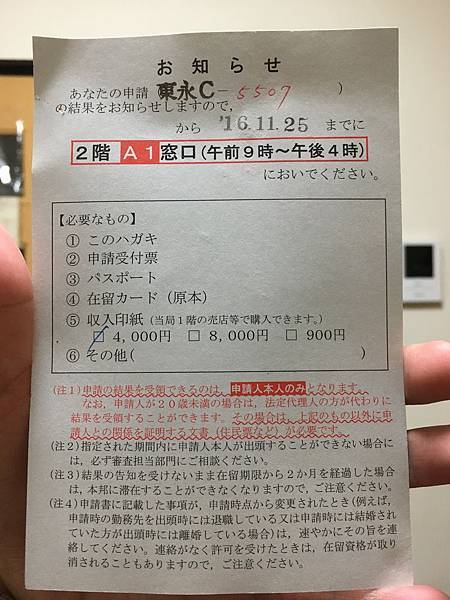 お知らせ
あなたの申請 東永C-5507 )
の結果をお知らせしますので,
から '16.11.25 までに
2階 A1 窓口(午前9時～午後4時)
においでください。
【必要なもの】
① このハガキ
② 申請受付票
③ パスポート
④ 在留カード(原本)
⑤ 収入印紙(当局1階の売店等で購入できます。)
☐ 4,000円 ☐ 8,000円 ☐ 900円
⑥ その他( )
(注1)申請の結果を受領できるのは,申請人本人のみとなります。
なお,申請人が20歳未満の場合は,法定代理人の方が代わりに
結果を受領することができます。その場合は,上記のもの以外に申
請人との関係を証明する文書(住民票など)が必要です。
(注2)指定された期間内に申請人本人が出頭することができない場合に
は,必ず審査担当部門にご相談ください。
(注3)結果の告知を受けないまま在留期限から2か月を経過した場合
は,本邦に滞在することができなくなりますので,ご注意ください。
(注4)申請書に記載した事項が,申請時点から変更されたとき(例えば,
申請時の勤務先を出頭時には退職している又は申請時には結婚され
ていた方が出頭時には離婚している場合)は,速やかにその旨を連
絡してください。連絡がなく許可を受けたときは,在留資格が取り
消されることもありますので,ご注意ください。